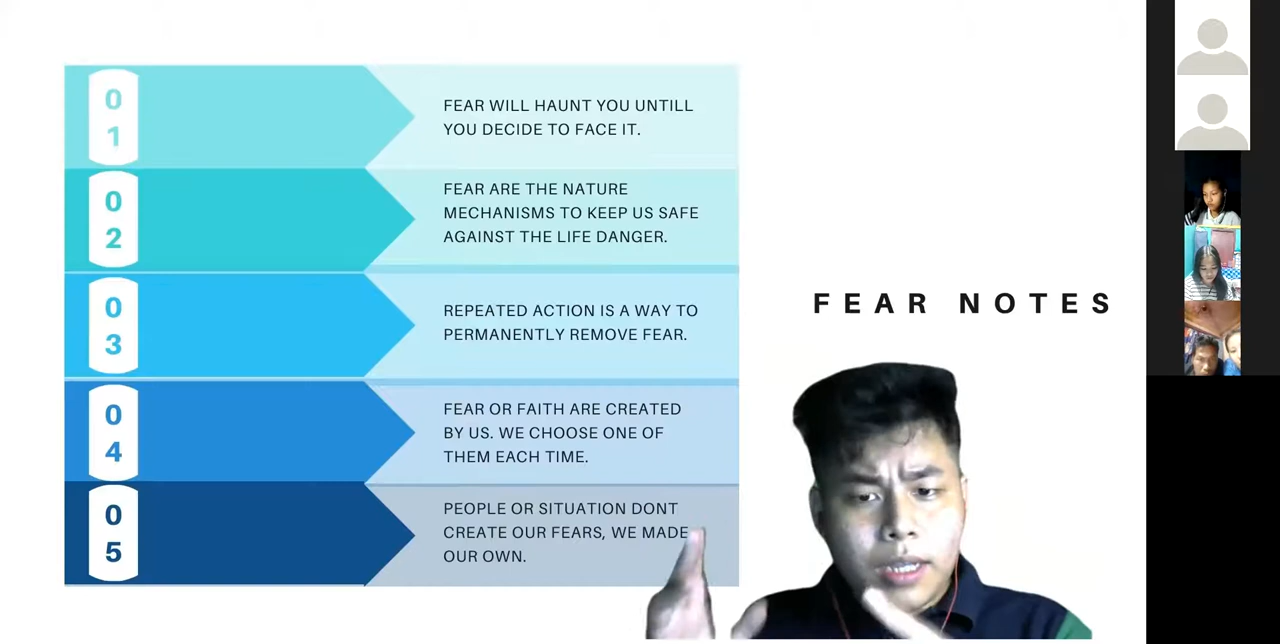 0
1
FEAR WILL HAUNT YOU UNTILL
YOU DECIDE TO FACE IT.
0
2
FEAR ARE THE NATURE
MECHANISMS TO KEEP US SAFE
AGAINST THE LIFE DANGER.
0
3
REPEATED ACTION IS A WAY TO
PERMANENTLY REMOVE FEAR.
0
4
FEAR OR FAITH ARE CREATED
BY US. WE CHOOSE ONE OF
THEM EACH TIME.
0
5
PEOPLE OR SITUATION DONT
CREATE OUR FEARS, WE MADE
OUR OWN.
FEAR NOTES